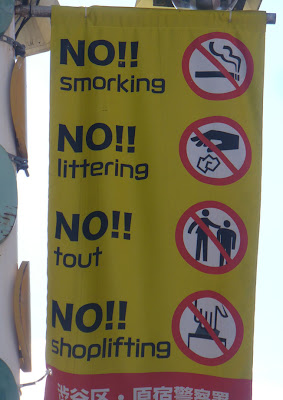 NO!!
smorking
NO!!
littering
NO!!
tout
NO!!
shoplifting
渋谷区・原宿警察署